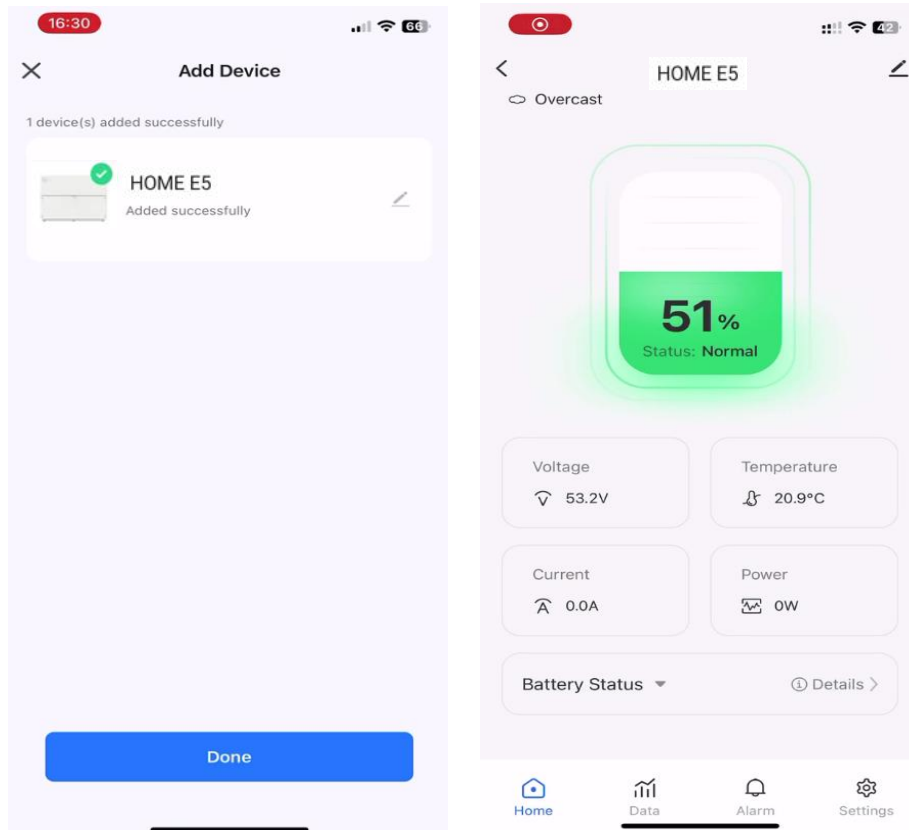 16:30
66
Add Device
1 device(s) added successfully
HOME E5
Added successfully
Done
42
HOME E5
Overcast
51%
Status: Normal
Voltage
53.2V
Temperature
20.9°C
Current
0.0A
Power
0W
Battery Status
Details
Home
Data
Alarm
Settings